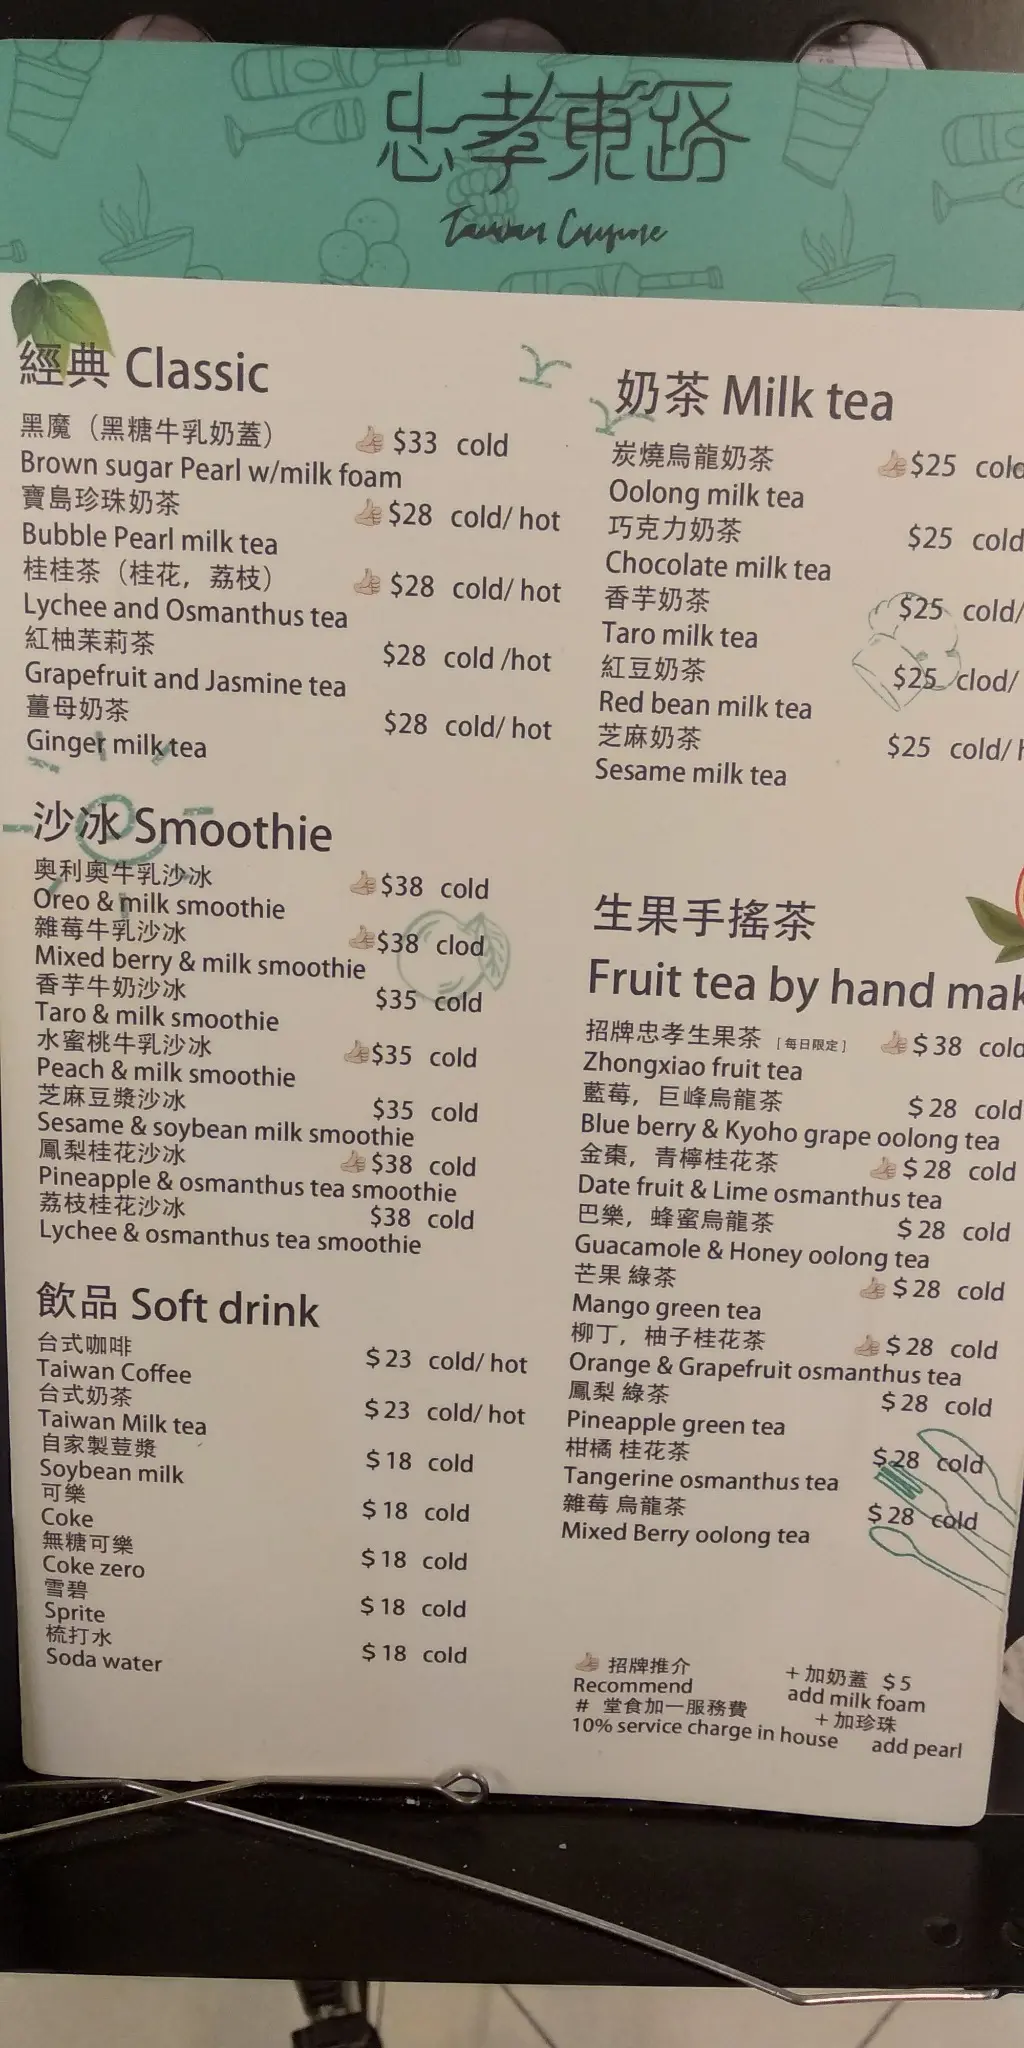 忠孝東路
Taiwan Cuisine
經典 Classic
黑魔（黑糖牛乳奶蓋） $33 cold
Brown sugar Pearl w/milk foam
寶島珍珠奶茶 $28 cold/ hot
Bubble Pearl milk tea
桂桂茶（桂花，荔枝） $28 cold/ hot
Lychee and Osmanthus tea
紅柚茉莉茶 $28 cold /hot
Grapefruit and Jasmine tea
薑母奶茶 $28 cold/ hot
Ginger milk tea
沙冰 Smoothie
奧利奧牛乳沙冰 $38 cold
Oreo & milk smoothie
雜莓牛乳沙冰 $38 clod
Mixed berry & milk smoothie
香芋牛奶沙冰 $35 cold
Taro & milk smoothie
水蜜桃牛乳沙冰 $35 cold
Peach & milk smoothie
芝麻豆漿沙冰 $35 cold
Sesame & soybean milk smoothie
鳳梨桂花沙冰 $38 cold
Pineapple & osmanthus tea smoothie
荔枝桂花沙冰 $38 cold
Lychee & osmanthus tea smoothie
飲品 Soft drink
台式咖啡 $23 cold/ hot
Taiwan Coffee
台式奶茶 $23 cold/ hot
Taiwan Milk tea
自家製荳漿 $18 cold
Soybean milk
可樂 $18 cold
Coke
無糖可樂 $18 cold
Coke zero
雪碧 $18 cold
Sprite
梳打水 $18 cold
Soda water
奶茶 Milk tea
炭燒烏龍奶茶 $25 cold
Oolong milk tea
巧克力奶茶 $25 cold
Chocolate milk tea
香芋奶茶 $25 cold/
Taro milk tea
紅豆奶茶 $25 clod/
Red bean milk tea
芝麻奶茶 $25 cold/
Sesame milk tea
生果手搖茶
Fruit tea by hand mak
招牌忠孝生果茶 [每日限定] $38 cold
Zhongxiao fruit tea
藍莓，巨峰烏龍茶 $28 cold
Blue berry & Kyoho grape oolong tea
金棗，青檸桂花茶 $28 cold
Date fruit & Lime osmanthus tea
巴樂，蜂蜜烏龍茶 $28 cold
Guacamole & Honey oolong tea
芒果 綠茶 $28 cold
Mango green tea
柳丁，柚子桂花茶 $28 cold
Orange & Grapefruit osmanthus tea
鳳梨 綠茶 $28 cold
Pineapple green tea
柑橘 桂花茶 $28 cold
Tangerine osmanthus tea
雜莓 烏龍茶 $28 cold
Mixed Berry oolong tea
招牌推介
Recommend
# 堂食加一服務費
10% service charge in house
+加奶蓋 $5
add milk foam
+加珍珠
add pearl